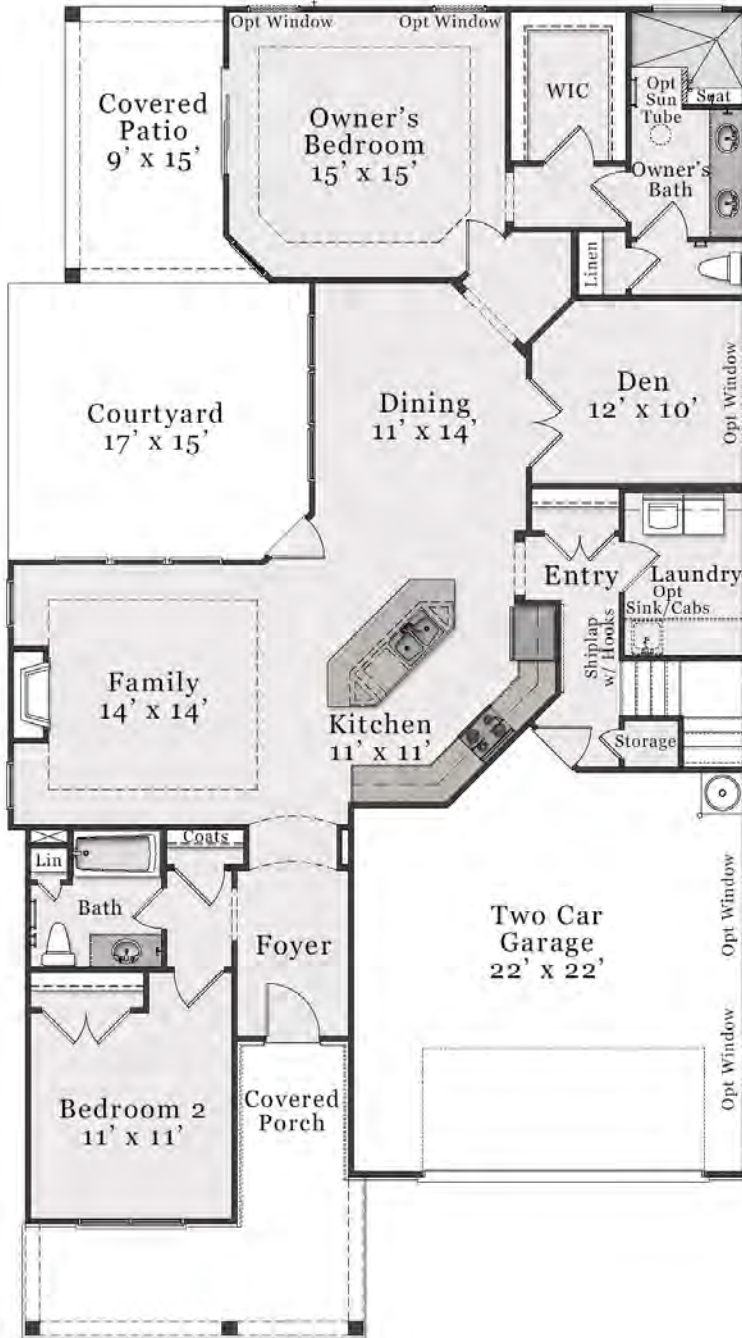 Opt Window
Opt Window
Covered
Patio
9' x 15'
Owner's
Bedroom
15' x 15'
WIC
Opt
Sun
Tube
Seat
Owner's
Bath
Linen
Courtyard
17' x 15'
Dining
11' x 14'
Den
12' x 10'
Opt Window
Entry
Laundry
Opt
Sink/Cabs
Shiplap
w/ Hooks
Family
14' x 14'
Kitchen
11' x 11'
Storage
Coats
Lin
Bath
Foyer
Two Car
Garage
22' x 22'
Opt Window
Opt Window
Bedroom 2
11' x 11'
Covered
Porch